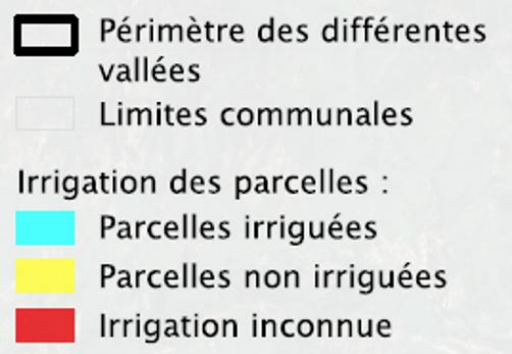 Périmètre des différentes
vallées
Limites communales
Irrigation des parcelles :
Parcelles irriguées
Parcelles non irriguées
Irrigation inconnue